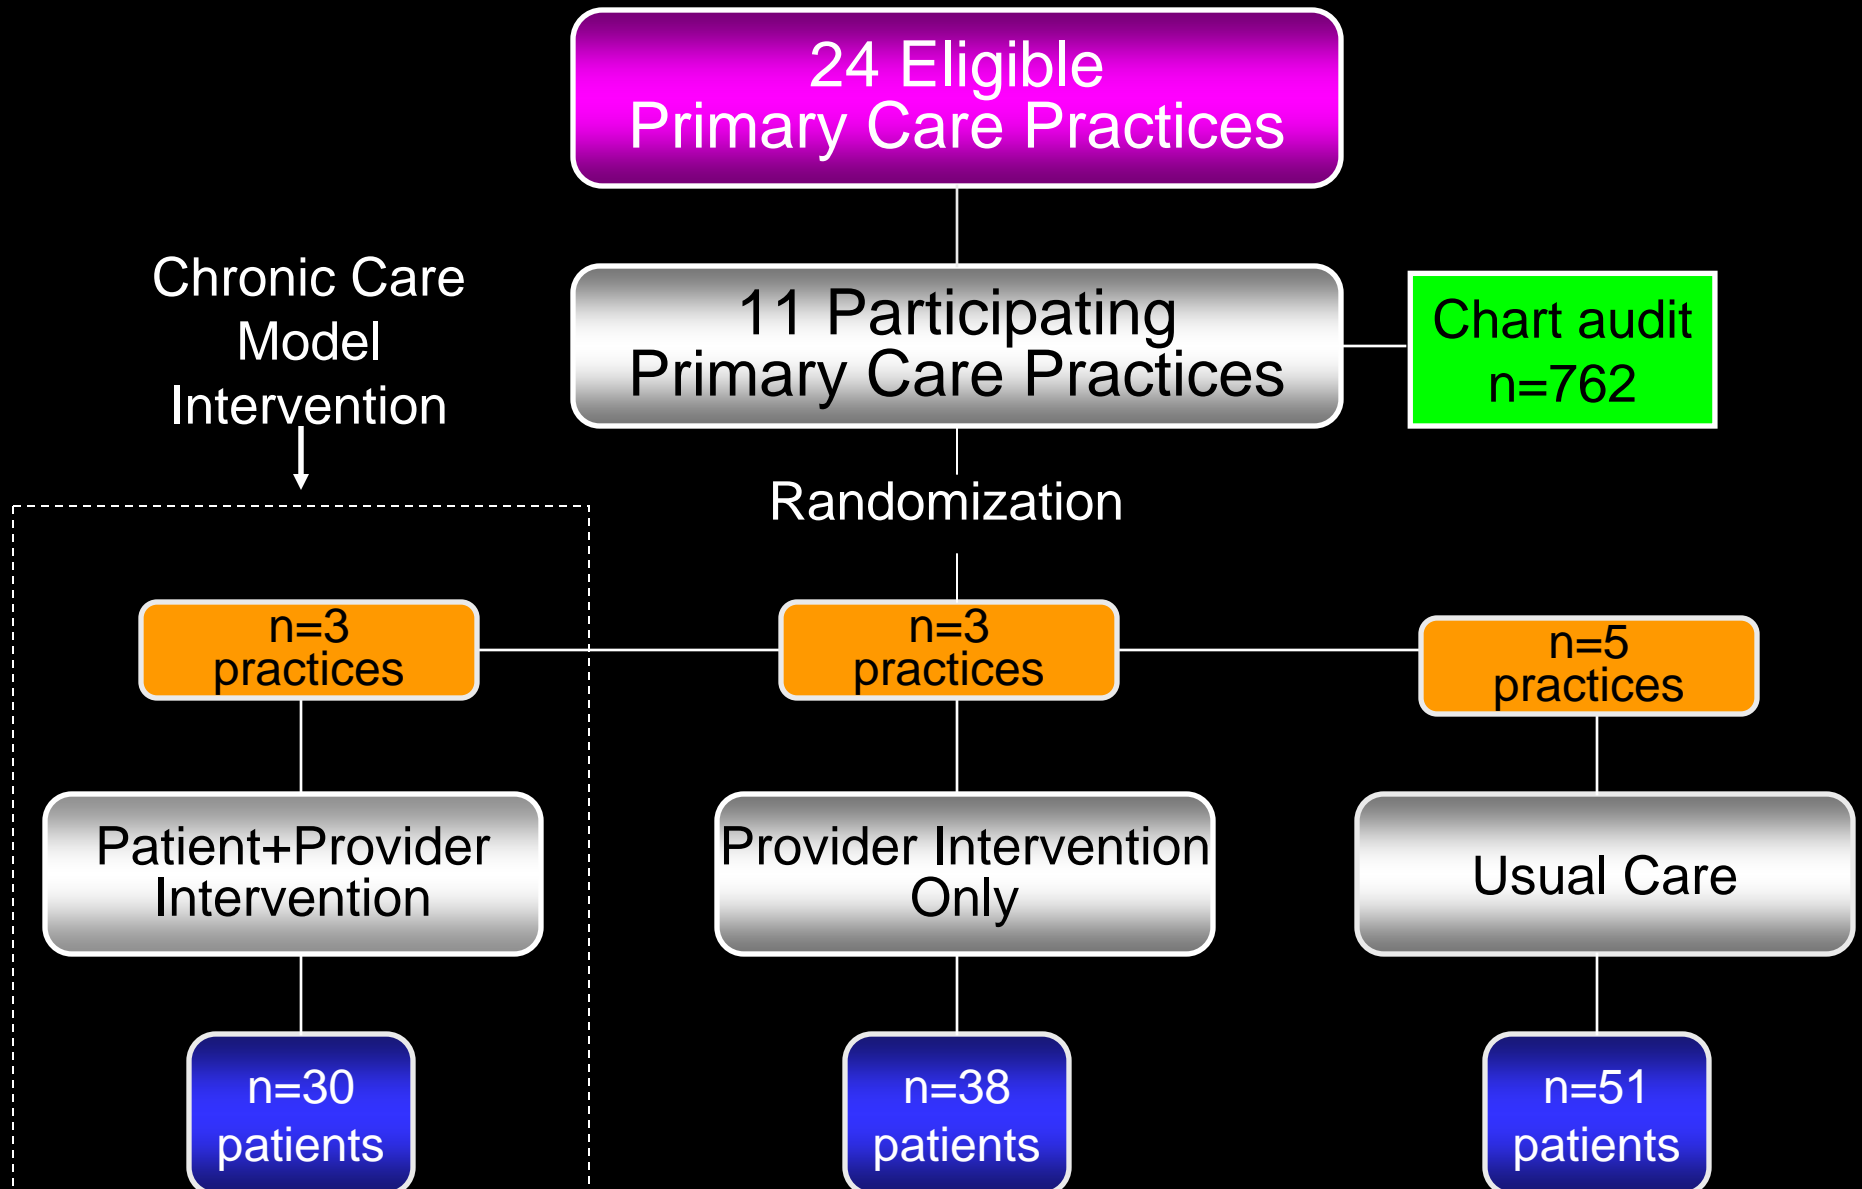 24 Eligible
Primary Care Practices
Chronic Care
Model
Intervention
11 Participating
Primary Care Practices
Chart audit
n=762
Randomization
n=3
practices
n=3
practices
n=5
practices
Patient+Provider
Intervention
Provider Intervention
Only
Usual Care
n=30
patients
n=38
patients
n=51
patients